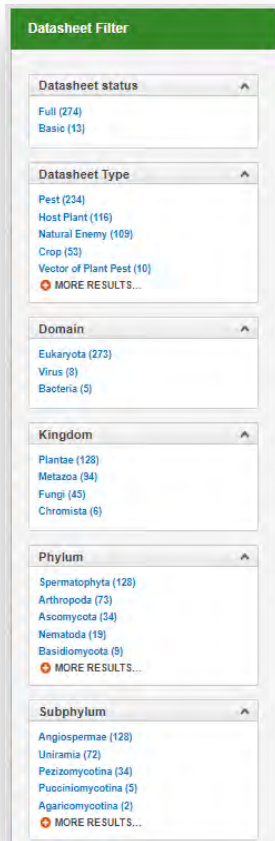 Datasheet Filter
Datasheet status
Full (274)
Basic (13)
Datasheet Type
Pest (234)
Host Plant (116)
Natural Enemy (109)
Crop (53)
Vector of Plant Pest (10)
MORE RESULTS...
Domain
Eukaryota (273)
Virus (8)
Bacteria (5)
Kingdom
Plantae (128)
Metazoa (94)
Fungi (45)
Chromista (6)
Phylum
Spermatophyta (128)
Arthropoda (73)
Ascomycota (34)
Nematoda (19)
Basidiomycota (9)
MORE RESULTS...
Subphylum
Angiospermae (128)
Uniramia (72)
Pezizomycotina (34)
Pucciniomycotina (5)
Agaricomycotina (2)
MORE RESULTS...